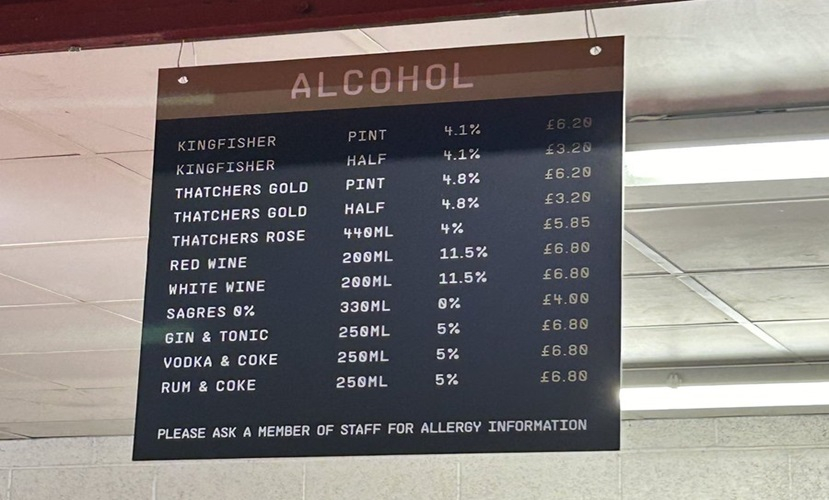 ALCOHOL
KINGFISHER PINT 4.1% £6.20
KINGFISHER HALF 4.1% £3.20
THATCHERS GOLD PINT 4.8% £6.20
THATCHERS GOLD HALF 4.8% £3.20
THATCHERS ROSE 440ML 4% £5.85
RED WINE 200ML 11.5% £6.80
WHITE WINE 200ML 11.5% £6.80
SAGRES 0% 330ML 0% £4.00
GIN & TONIC 250ML 5% £6.80
VODKA & COKE 250ML 5% £6.80
RUM & COKE 250ML 5% £6.80
PLEASE ASK A MEMBER OF STAFF FOR ALLERGY INFORMATION